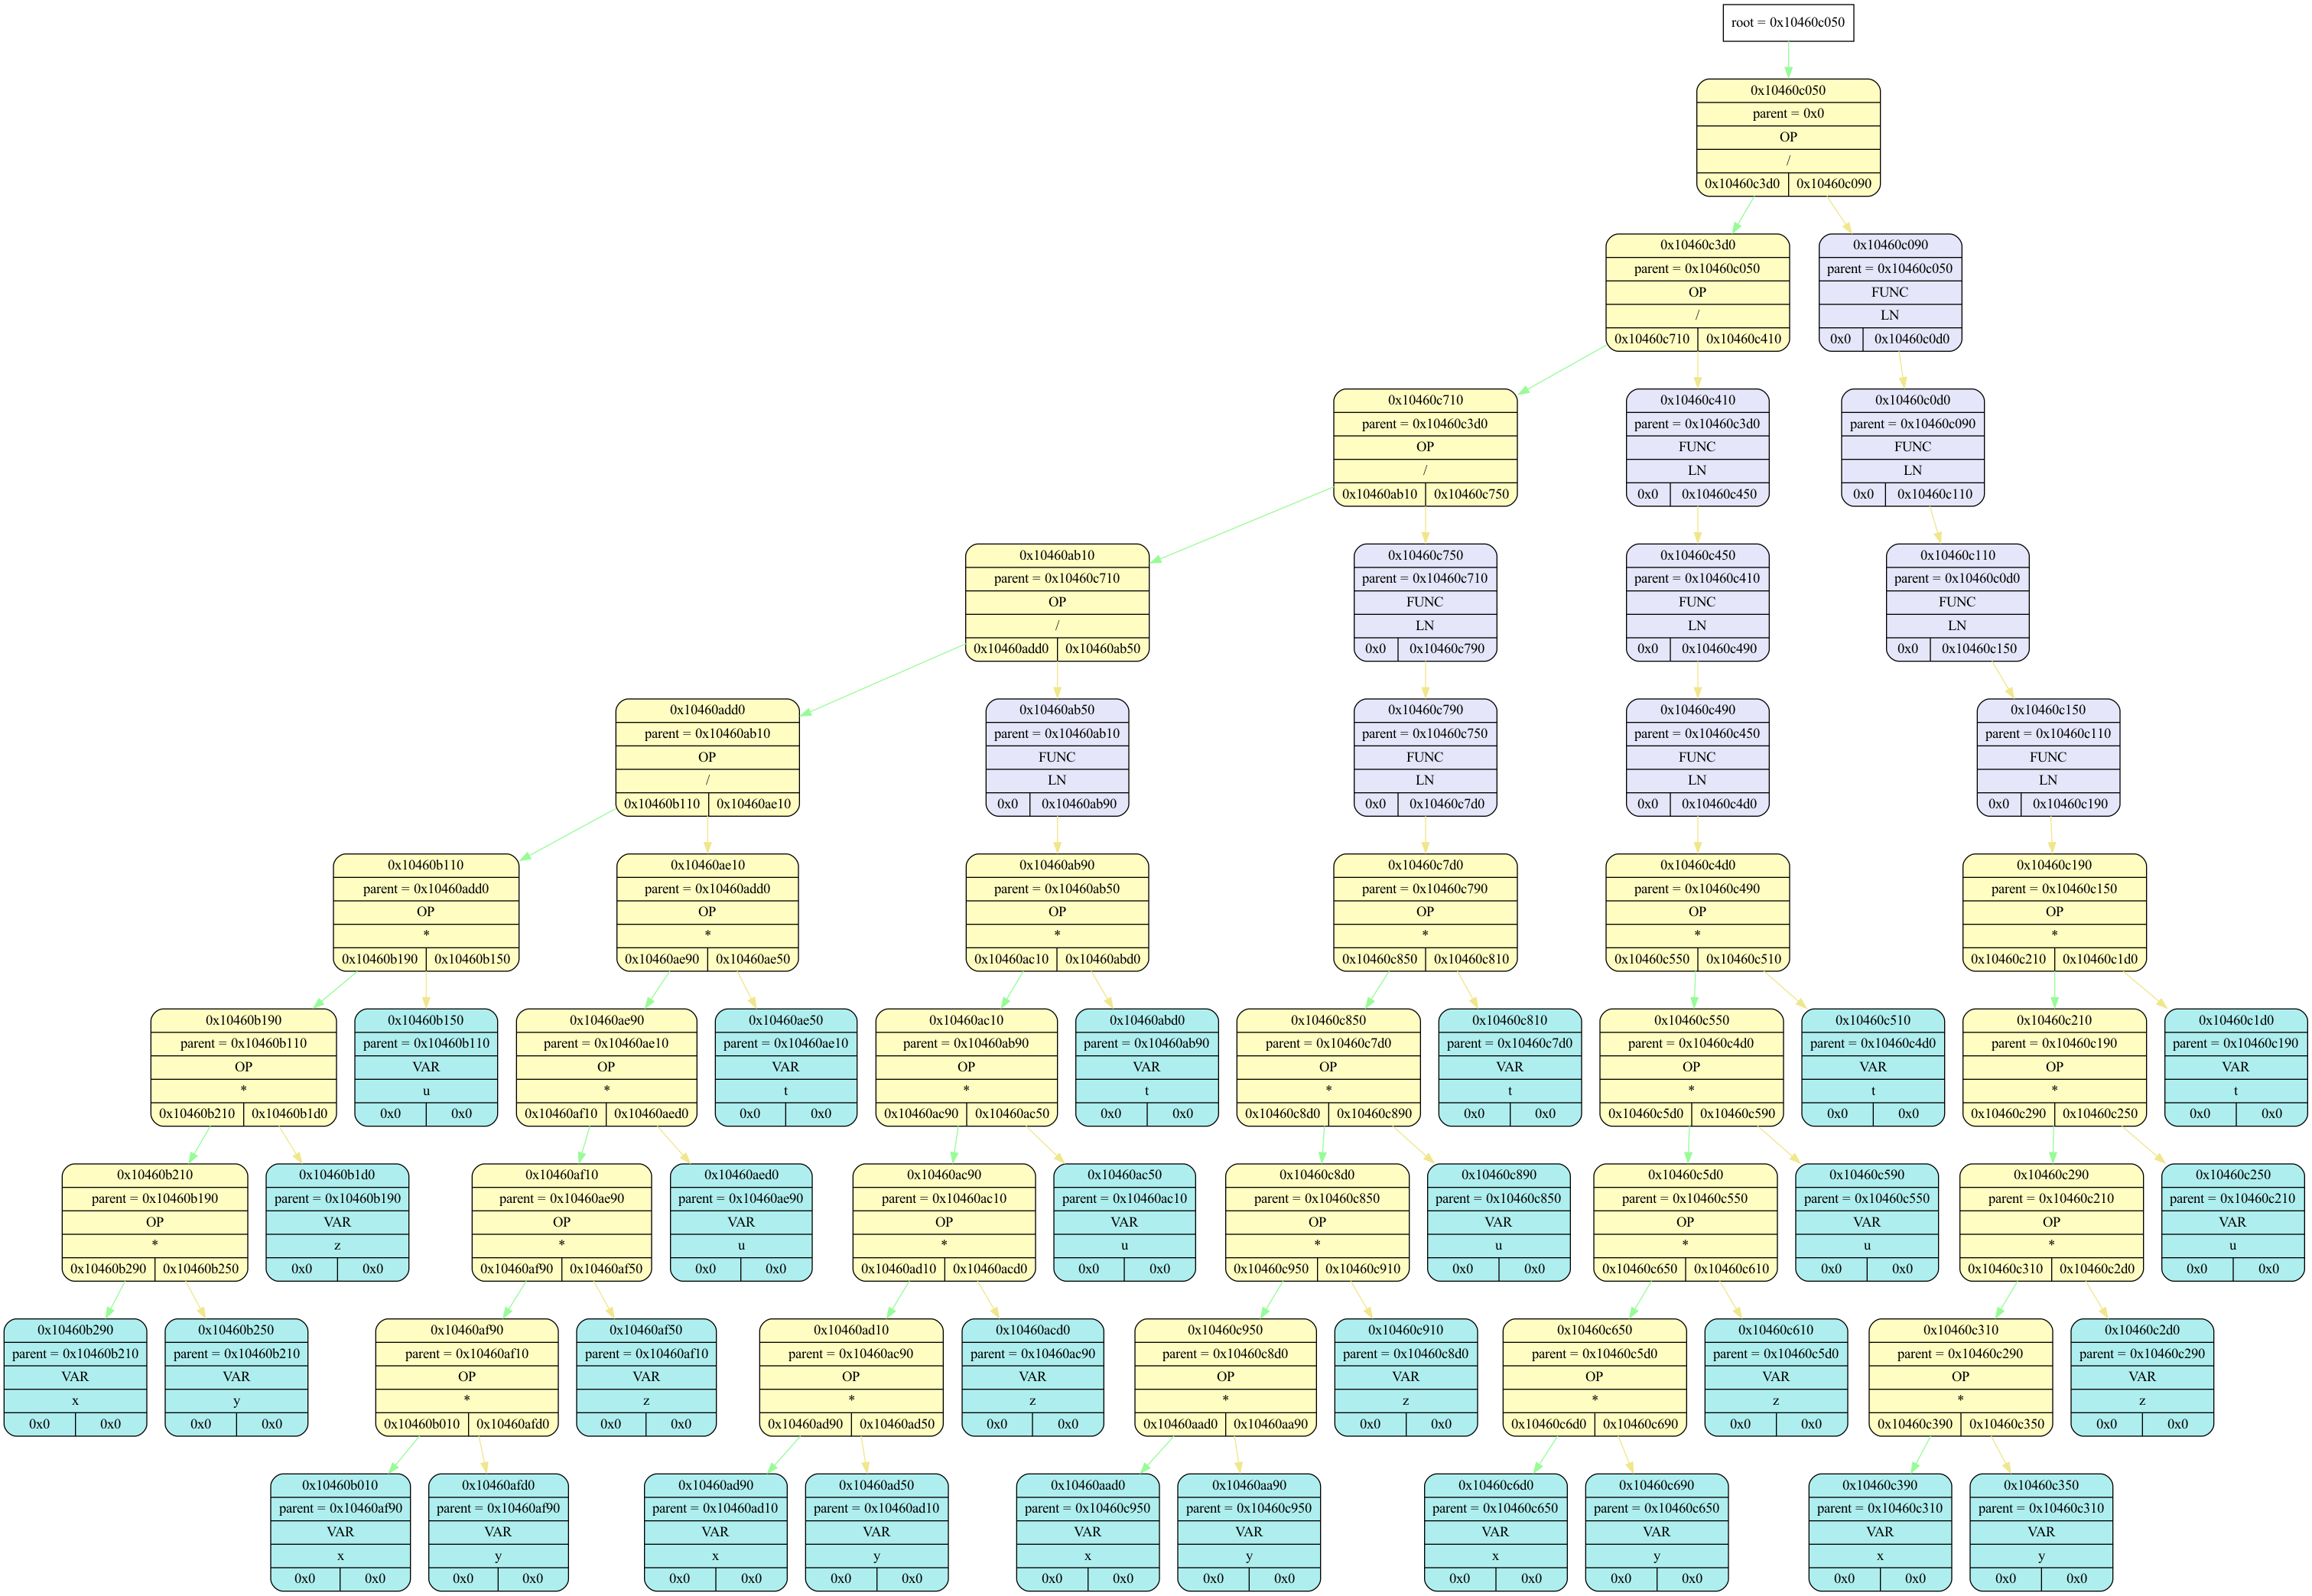 root = 0x10460c050
0x10460c050
parent = 0x0
OP
/
0x10460c3d0 0x10460c090
0x10460c3d0
parent = 0x10460c050
OP
/
0x10460c710 0x10460c410
0x10460c090
parent = 0x10460c050
FUNC
LN
0x0 0x10460c0d0
0x10460c710
parent = 0x10460c3d0
OP
/
0x10460ab10 0x10460c750
0x10460c410
parent = 0x10460c3d0
FUNC
LN
0x0 0x10460c450
0x10460c0d0
parent = 0x10460c090
FUNC
LN
0x0 0x10460c110
0x10460ab10
parent = 0x10460c710
OP
/
0x10460add0 0x10460ab50
0x10460c750
parent = 0x10460c710
FUNC
LN
0x0 0x10460c790
0x10460c450
parent = 0x10460c410
FUNC
LN
0x0 0x10460c490
0x10460c110
parent = 0x10460c0d0
FUNC
LN
0x0 0x10460c150
0x10460add0
parent = 0x10460ab10
OP
/
0x10460b110 0x10460ae10
0x10460ab50
parent = 0x10460ab10
FUNC
LN
0x0 0x10460ab90
0x10460c790
parent = 0x10460c750
FUNC
LN
0x0 0x10460c7d0
0x10460c490
parent = 0x10460c450
FUNC
LN
0x0 0x10460c4d0
0x10460c150
parent = 0x10460c110
FUNC
LN
0x0 0x10460c190
0x10460b110
parent = 0x10460add0
OP
*
0x10460b190 0x10460b150
0x10460ae10
parent = 0x10460add0
OP
*
0x10460ae90 0x10460ae50
0x10460ab90
parent = 0x10460ab50
OP
*
0x10460ac10 0x10460abd0
0x10460c7d0
parent = 0x10460c790
OP
*
0x10460c850 0x10460c810
0x10460c4d0
parent = 0x10460c490
OP
*
0x10460c550 0x10460c510
0x10460c190
parent = 0x10460c150
OP
*
0x10460c210 0x10460c1d0
0x10460b190
parent = 0x10460b110
OP
*
0x10460b210 0x10460b1d0
0x10460b150
parent = 0x10460b110
VAR
u
0x0 0x0
0x10460ae90
parent = 0x10460ae10
OP
*
0x10460af10 0x10460aed0
0x10460ae50
parent = 0x10460ae10
VAR
t
0x0 0x0
0x10460ac10
parent = 0x10460ab90
OP
*
0x10460ac90 0x10460ac50
0x10460abd0
parent = 0x10460ab90
VAR
t
0x0 0x0
0x10460c850
parent = 0x10460c7d0
OP
*
0x10460c8d0 0x10460c890
0x10460c810
parent = 0x10460c7d0
VAR
t
0x0 0x0
0x10460c550
parent = 0x10460c4d0
OP
*
0x10460c5d0 0x10460c590
0x10460c510
parent = 0x10460c4d0
VAR
t
0x0 0x0
0x10460c210
parent = 0x10460c190
OP
*
0x10460c290 0x10460c250
0x10460c1d0
parent = 0x10460c190
VAR
t
0x0 0x0
0x10460b210
parent = 0x10460b190
OP
*
0x10460b290 0x10460b250
0x10460b1d0
parent = 0x10460b190
VAR
z
0x0 0x0
0x10460af10
parent = 0x10460ae90
OP
*
0x10460af90 0x10460af50
0x10460aed0
parent = 0x10460ae90
VAR
u
0x0 0x0
0x10460ac90
parent = 0x10460ac10
OP
*
0x10460ad10 0x10460acd0
0x10460ac50
parent = 0x10460ac10
VAR
u
0x0 0x0
0x10460c8d0
parent = 0x10460c850
OP
*
0x10460c950 0x10460c910
0x10460c890
parent = 0x10460c850
VAR
u
0x0 0x0
0x10460c5d0
parent = 0x10460c550
OP
*
0x10460c650 0x10460c610
0x10460c590
parent = 0x10460c550
VAR
u
0x0 0x0
0x10460c290
parent = 0x10460c210
OP
*
0x10460c310 0x10460c2d0
0x10460c250
parent = 0x10460c210
VAR
u
0x0 0x0
0x10460b290
parent = 0x10460b210
VAR
x
0x0 0x0
0x10460b250
parent = 0x10460b210
VAR
y
0x0 0x0
0x10460af90
parent = 0x10460af10
OP
*
0x10460b010 0x10460afd0
0x10460af50
parent = 0x10460af10
VAR
z
0x0 0x0
0x10460ad10
parent = 0x10460ac90
OP
*
0x10460ad90 0x10460ad50
0x10460acd0
parent = 0x10460ac90
VAR
z
0x0 0x0
0x10460c950
parent = 0x10460c8d0
OP
*
0x10460aad0 0x10460aa90
0x10460c910
parent = 0x10460c8d0
VAR
z
0x0 0x0
0x10460c650
parent = 0x10460c5d0
OP
*
0x10460c6d0 0x10460c690
0x10460c610
parent = 0x10460c5d0
VAR
z
0x0 0x0
0x10460c310
parent = 0x10460c290
OP
*
0x10460c390 0x10460c350
0x10460c2d0
parent = 0x10460c290
VAR
z
0x0 0x0
0x10460b010
parent = 0x10460af90
VAR
x
0x0 0x0
0x10460afd0
parent = 0x10460af90
VAR
y
0x0 0x0
0x10460ad90
parent = 0x10460ad10
VAR
x
0x0 0x0
0x10460ad50
parent = 0x10460ad10
VAR
y
0x0 0x0
0x10460aad0
parent = 0x10460c950
VAR
x
0x0 0x0
0x10460aa90
parent = 0x10460c950
VAR
y
0x0 0x0
0x10460c6d0
parent = 0x10460c650
VAR
x
0x0 0x0
0x10460c690
parent = 0x10460c650
VAR
y
0x0 0x0
0x10460c390
parent = 0x10460c310
VAR
x
0x0 0x0
0x10460c350
parent = 0x10460c310
VAR
y
0x0 0x0